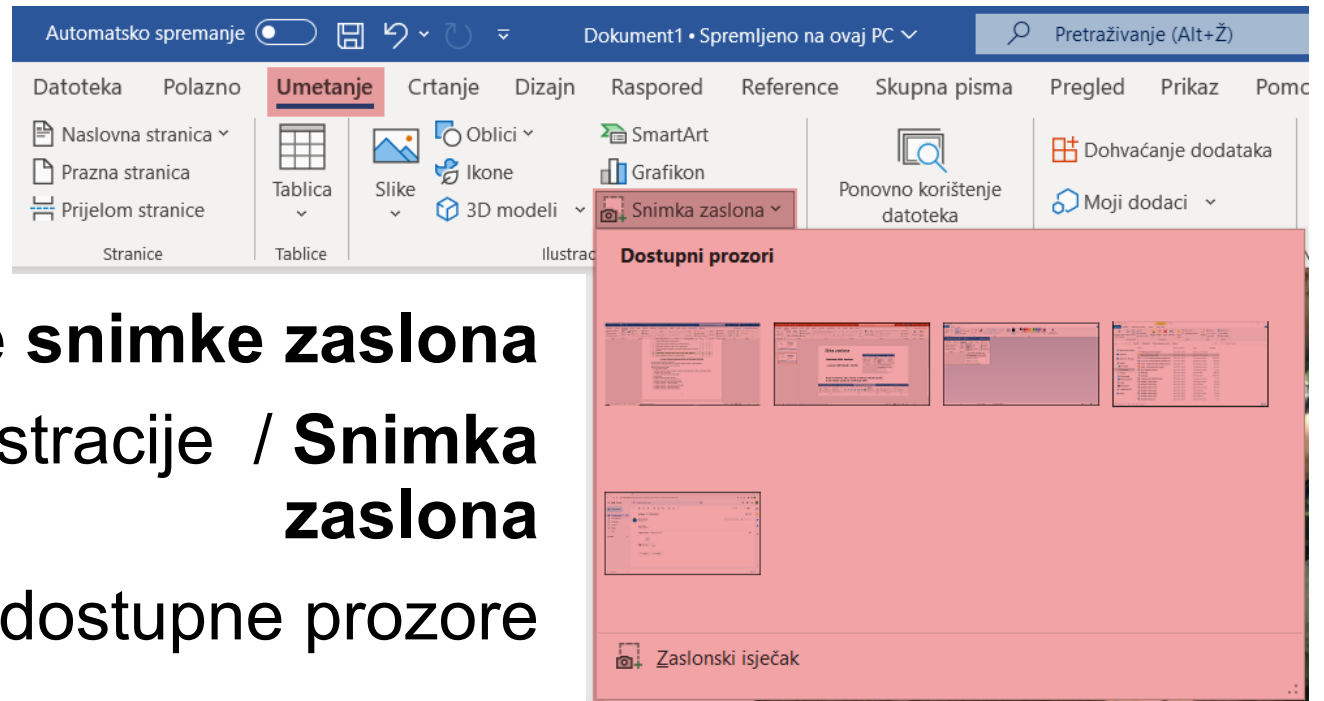 Automatsko spremanje
Dokument1 • Spremljeno na ovaj PC
Pretraživanje (Alt+Ž)
Datoteka Polazno Umetanje Crtanje Dizajn Raspored Reference Skupna pisma Pregled Prikaz Pomo
Naslovna stranica
Prazna stranica
Prijelom stranice
Stranice
Tablica
Tablice
Slike
Oblici
Ikone
3D modeli
SmartArt
Grafikon
Snimka zaslona
Ilustrac
Ponovno korištenje
datoteka
Dohvaćanje dodataka
Moji dodaci
Dostupni prozori
Zaslonski isječak
e snimke zaslona
stracije / Snimka
zaslona
dostupne prozore